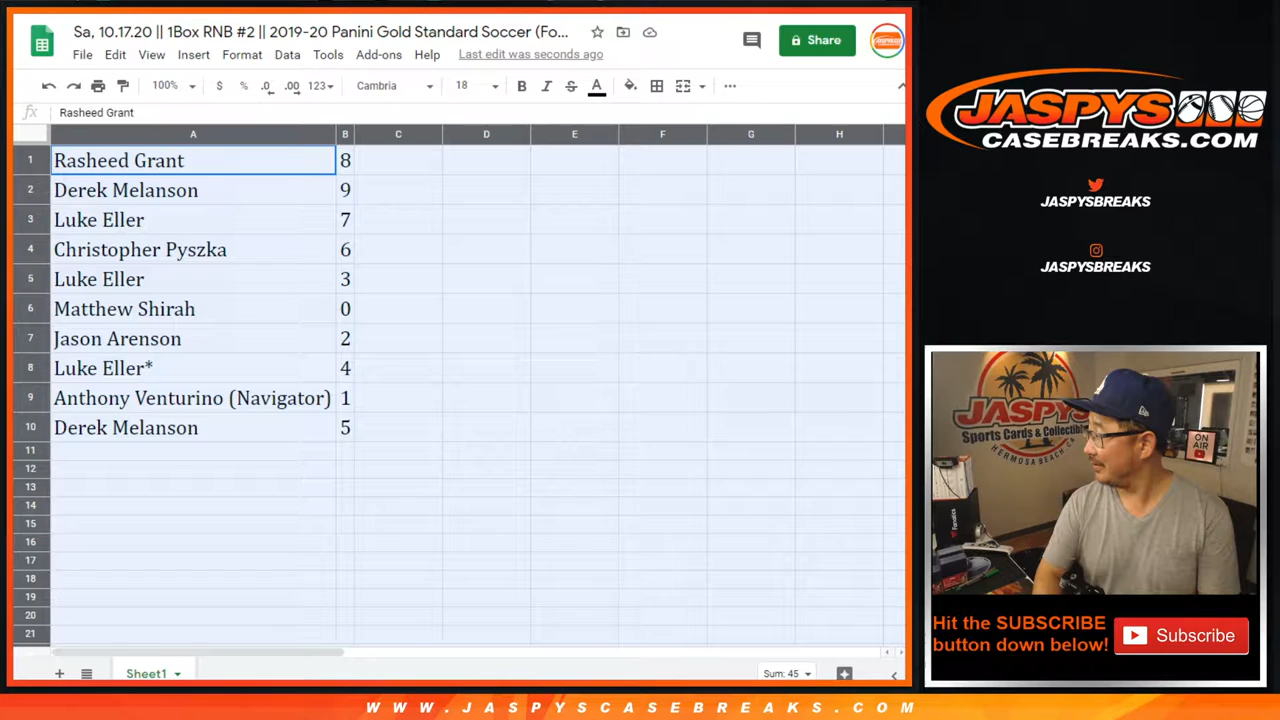 Sa, 10.17.20 || 1Box RNB #2 || 2019-20 Panini Gold Standard Soccer (Fo...
File Edit View Insert Format Data Tools Add-ons Help Last edit was seconds ago
Share
100% $ % .0 .00 123 Cambria 18 B I S A
fx Rasheed Grant
A B C D E F G H
1 Rasheed Grant 8
2 Derek Melanson 9
3 Luke Eller 7
4 Christopher Pyszka 6
5 Luke Eller 3
6 Matthew Shirah 0
7 Jason Arenson 2
8 Luke Eller* 4
9 Anthony Venturino (Navigator) 1
10 Derek Melanson 5
11
12
13
14
15
16
17
18
19
20
21
Sheet1
Sum: 45
JASPYS
CASEBREAKS.COM
JASPYSBREAKS
JASPYSBREAKS
JASPYS
Sports Cards & Collectibl
HERMOSA BEACH, CA
ON AIR
Fanatics
LA
Hit the SUBSCRIBE
button down below!
Subscribe
WWW.JASPYSCASEBREAKS.COM